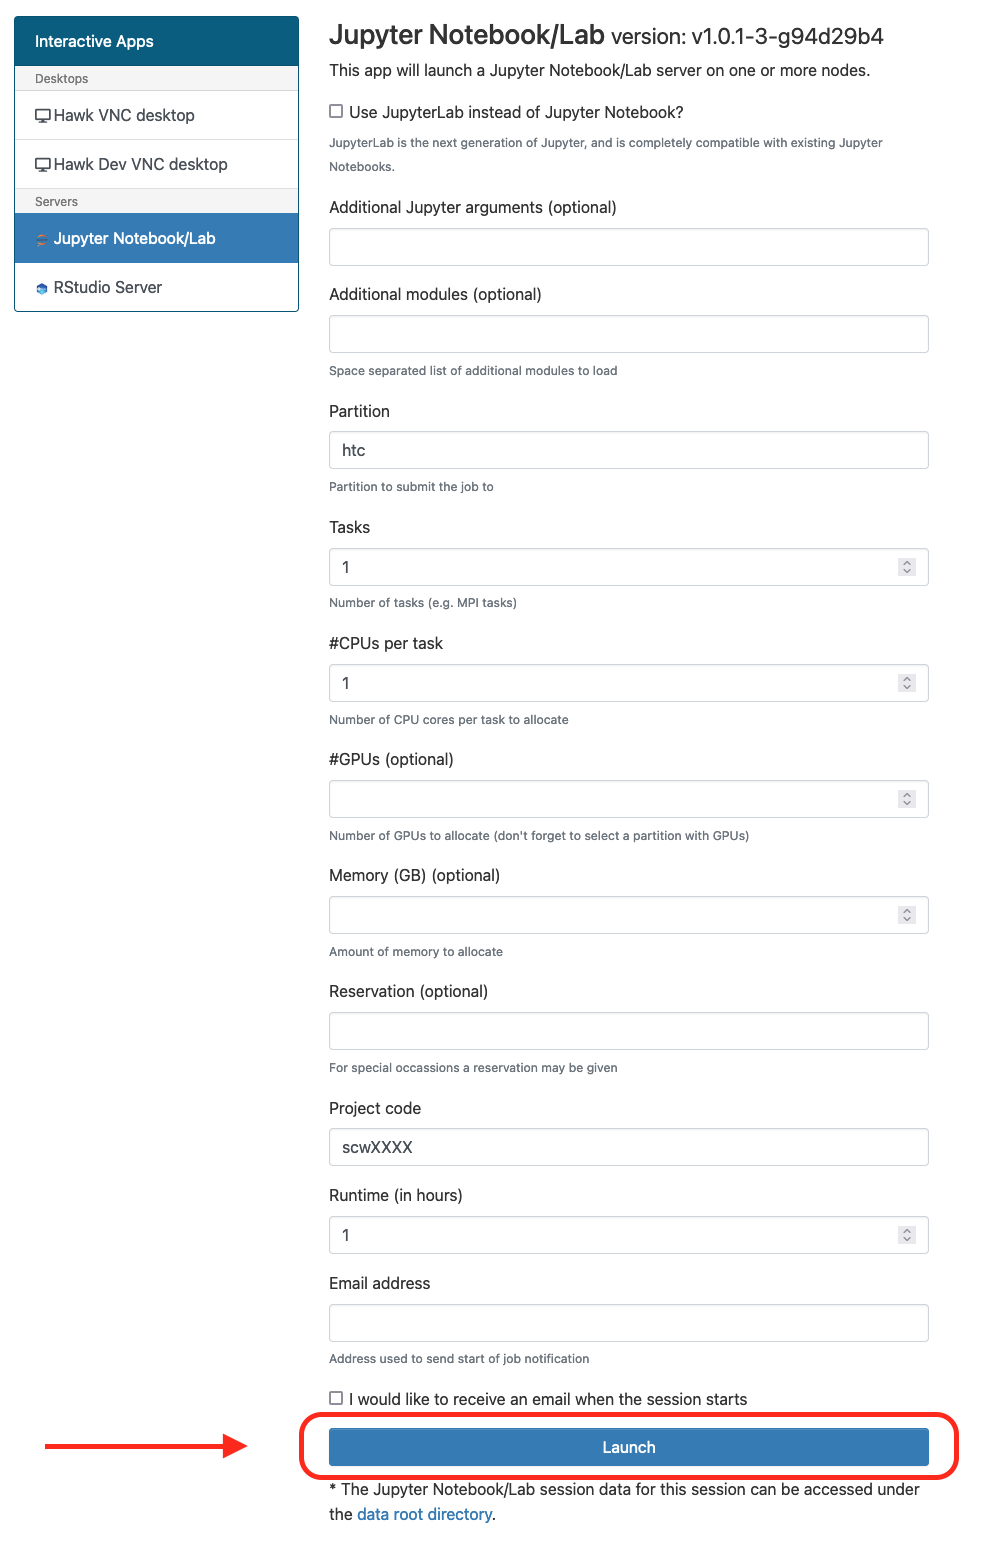 Interactive Apps
Desktops
Hawk VNC desktop
Hawk Dev VNC desktop
Servers
Jupyter Notebook/Lab
RStudio Server
Jupyter Notebook/Lab version: v1.0.1-3-g94d29b4
This app will launch a Jupyter Notebook/Lab server on one or more nodes.
Use JupyterLab instead of Jupyter Notebook?
JupyterLab is the next generation of Jupyter, and is completely compatible with existing Jupyter
Notebooks.
Additional Jupyter arguments (optional)
Additional modules (optional)
Space separated list of additional modules to load
Partition
htc
Partition to submit the job to
Tasks
1
Number of tasks (e.g. MPI tasks)
#CPUs per task
1
Number of CPU cores per task to allocate
#GPUs (optional)
Number of GPUs to allocate (don't forget to select a partition with GPUs)
Memory (GB) (optional)
Amount of memory to allocate
Reservation (optional)
For special occassions a reservation may be given
Project code
scwXXXX
Runtime (in hours)
1
Email address
Address used to send start of job notification
I would like to receive an email when the session starts
Launch
* The Jupyter Notebook/Lab session data for this session can be accessed under
the data root directory.